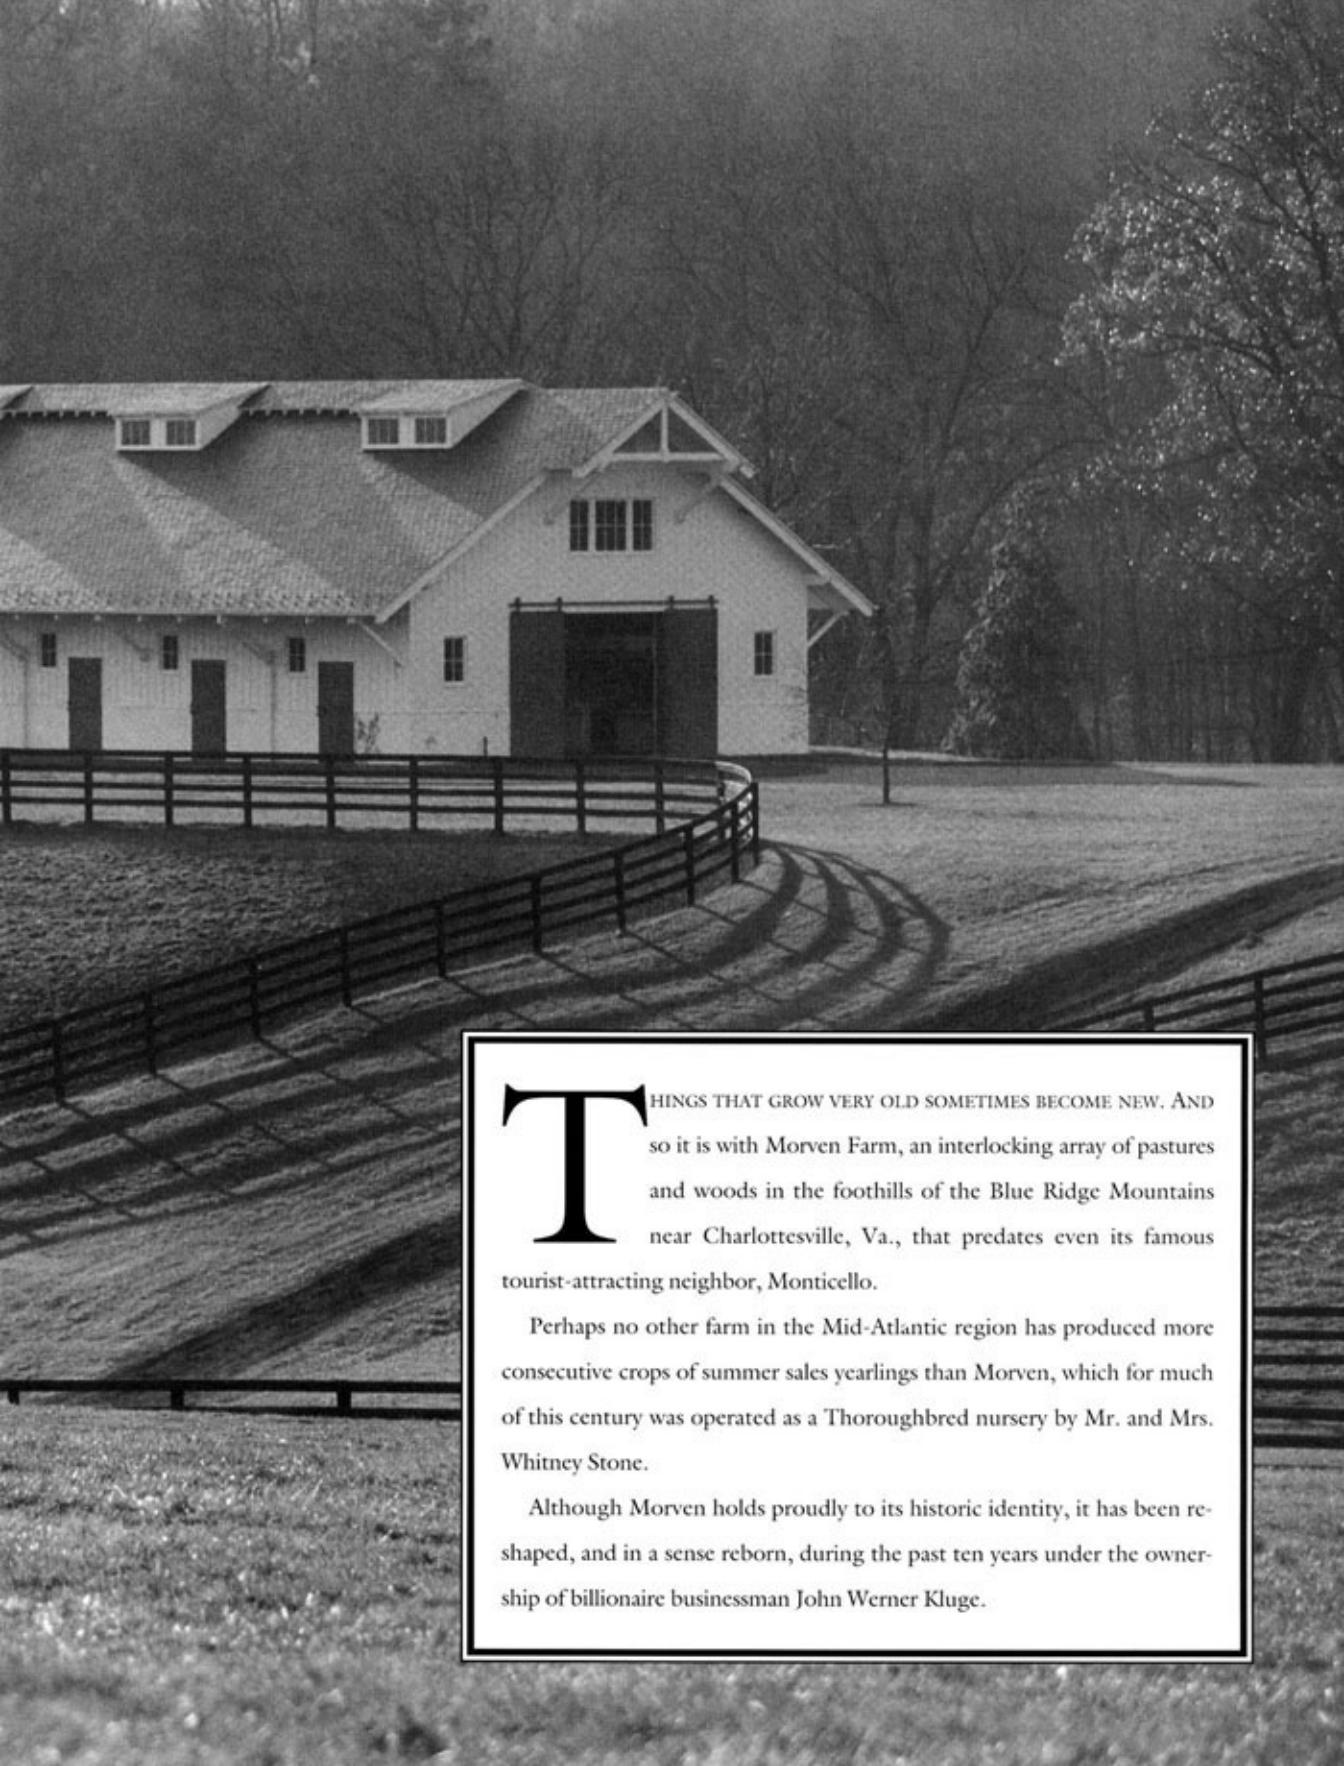 THINGS THAT GROW VERY OLD SOMETIMES BECOME NEW. AND
so it is with Morven Farm, an interlocking array of pastures
and woods in the foothills of the Blue Ridge Mountains
near Charlottesville, Va., that predates even its famous
tourist-attracting neighbor, Monticello.
Perhaps no other farm in the Mid-Atlantic region has produced more
consecutive crops of summer sales yearlings than Morven, which for much
of this century was operated as a Thoroughbred nursery by Mr. and Mrs.
Whitney Stone.
Although Morven holds proudly to its historic identity, it has been re-
shaped, and in a sense reborn, during the past ten years under the owner-
ship of billionaire businessman John Werner Kluge.